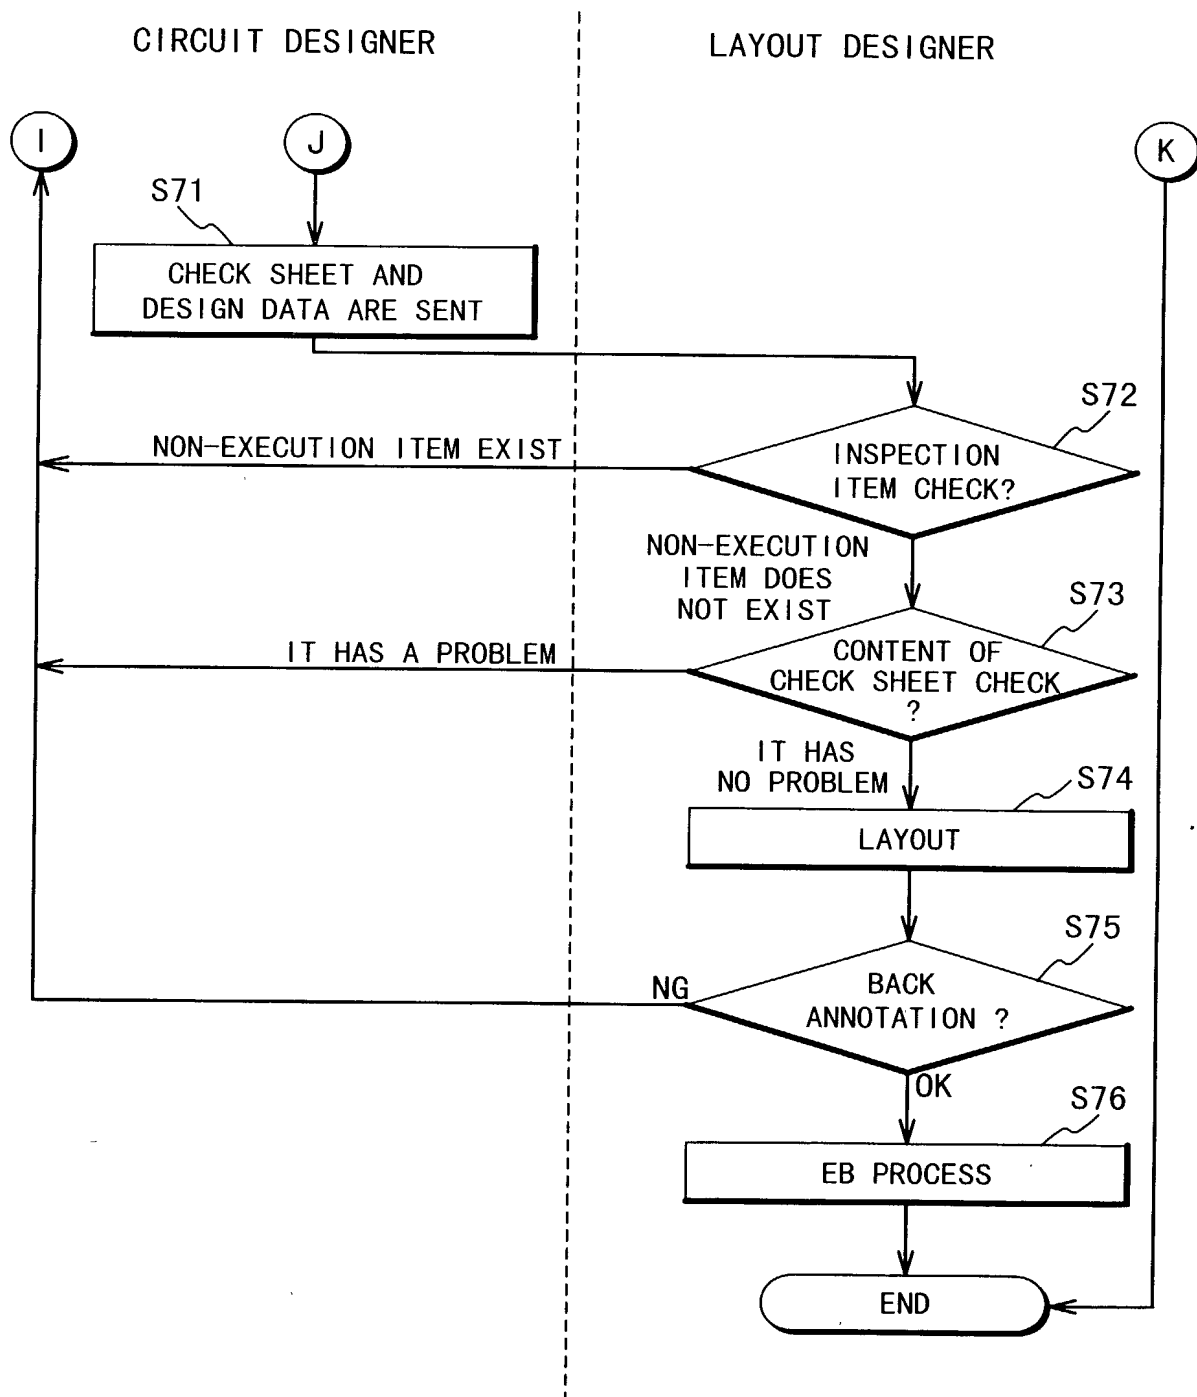 CIRCUIT DESIGNER
LAYOUT DESIGNER
I
J
K
S71
CHECK SHEET AND
DESIGN DATA ARE SENT
S72
NON-EXECUTION ITEM EXIST
INSPECTION
ITEM CHECK?
NON-EXECUTION
ITEM DOES
NOT EXIST
S73
IT HAS A PROBLEM
CONTENT OF
CHECK SHEET CHECK
?
IT HAS
NO PROBLEM
S74
LAYOUT
S75
NG
BACK
ANNOTATION ?
OK
S76
EB PROCESS
END